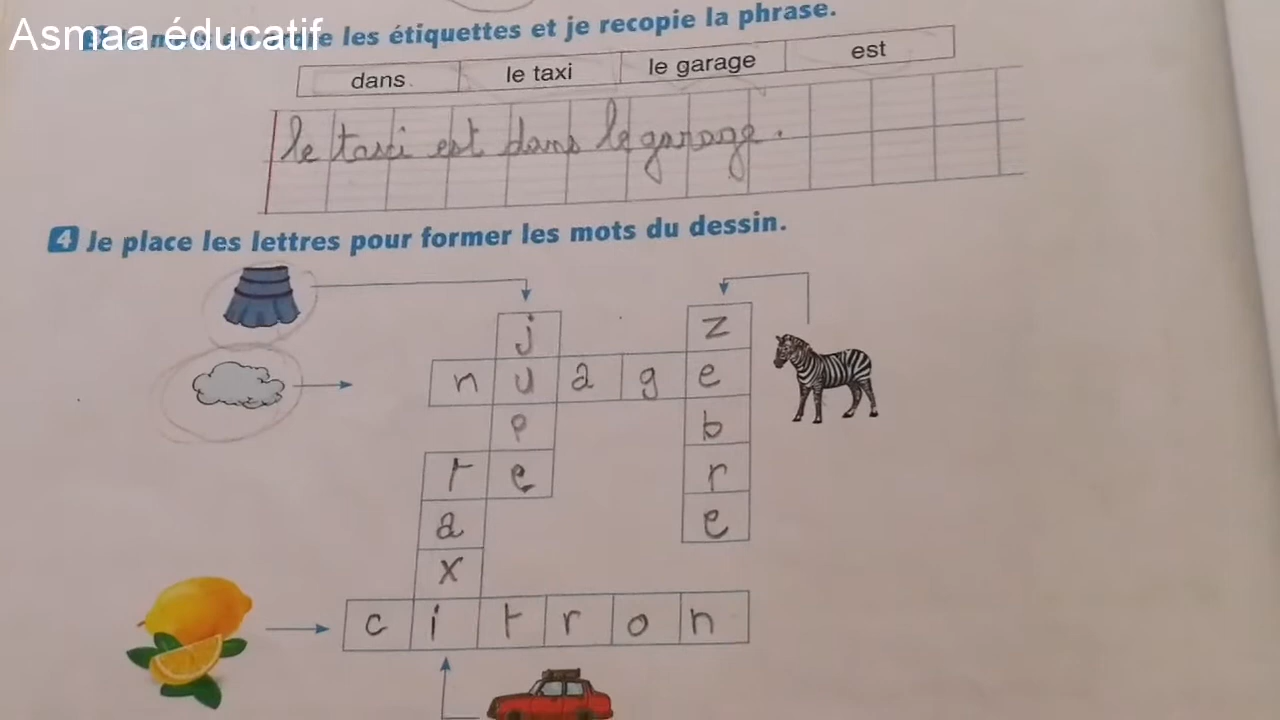 Asmaa éducatif
les étiquettes et je recopie la phrase.
dans le taxi le garage est
le taxi est dans le garage.
4 Je place les lettres pour former les mots du dessin.
j z
n u a g e
p b
t e r
a e
x
c i t r o n